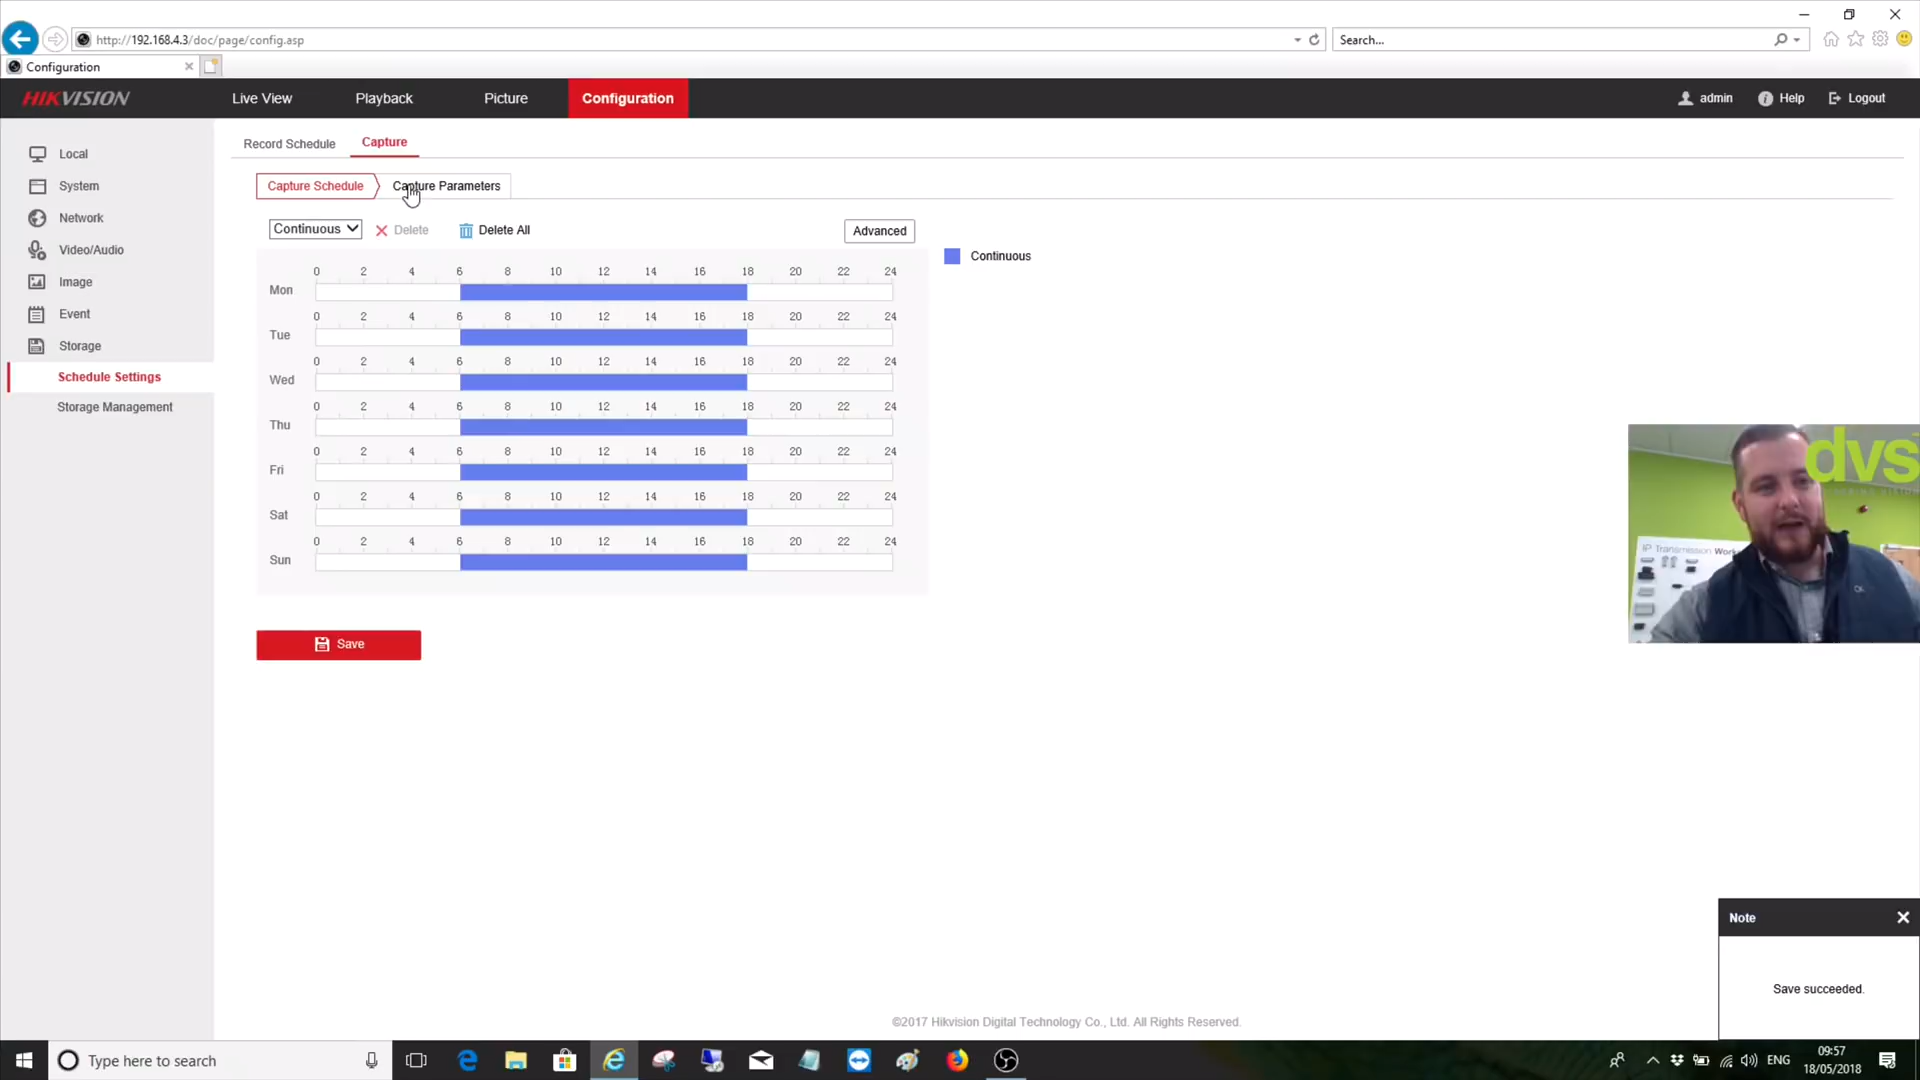 http://192.168.4.3/doc/page/config.asp
Search...
Configuration
HIKVISION
Live View
Playback
Picture
Configuration
admin
Help
Logout
Local
System
Network
Video/Audio
Image
Event
Storage
Schedule Settings
Storage Management
Record Schedule
Capture
Capture Schedule
Capture Parameters
Continuous
Delete
Delete All
Advanced
Continuous
0 2 4 6 8 10 12 14 16 18 20 22 24
Mon
0 2 4 6 8 10 12 14 16 18 20 22 24
Tue
0 2 4 6 8 10 12 14 16 18 20 22 24
Wed
0 2 4 6 8 10 12 14 16 18 20 22 24
Thu
0 2 4 6 8 10 12 14 16 18 20 22 24
Fri
0 2 4 6 8 10 12 14 16 18 20 22 24
Sat
0 2 4 6 8 10 12 14 16 18 20 22 24
Sun
Save
dvs
IP Transmission
Note
Save succeeded.
©2017 Hikvision Digital Technology Co., Ltd. All Rights Reserved.
Type here to search
ENG
09:57
18/05/2018